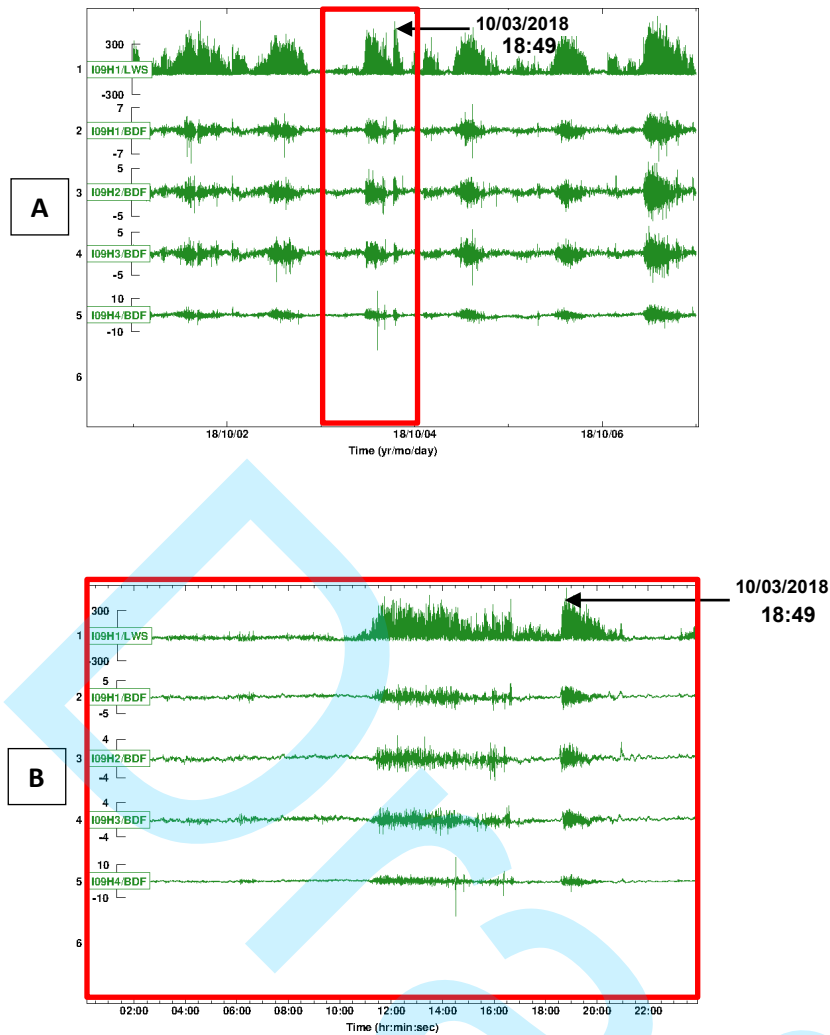 10/03/2018
18:49
300
1 I09H1/LWS
-300
7
2 I09H1/BDF
-7
5
3 I09H2/BDF
-5
A
5
4 I09H3/BDF
-5
10
5 I09H4/BDF
-10
6
18/10/02 18/10/04 18/10/06
Time (yr/mo/day)
10/03/2018
18:49
300
1 I09H1/LWS
-300
5
2 I09H1/BDF
-5
4
3 I09H2/BDF
-4
B
4
4 I09H3/BDF
-4
10
5 I09H4/BDF
-10
6
02:00 04:00 06:00 08:00 10:00 12:00 14:00 16:00 18:00 20:00 22:00
Time (hr:min:sec)